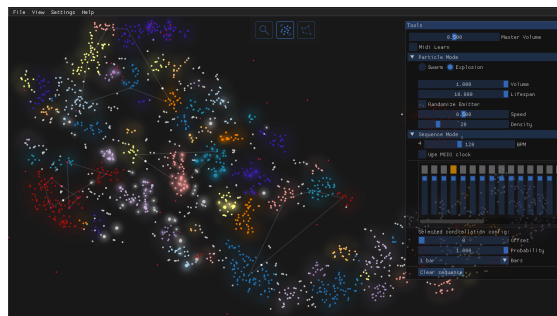 File View Settings Help
Tools
0.500 Master Volume
Midi Learn
Particle Mode
Swarm Explosion
1.000 Volume
10.000 Lifespan
Randomize Emitter
0.500 Speed
20 Density
Sequence Mode
4 120 BPM
Use MIDI clock
Selected constellation config:
0 Offset
1.000 Probability
1 bar Bars
Clear sequence